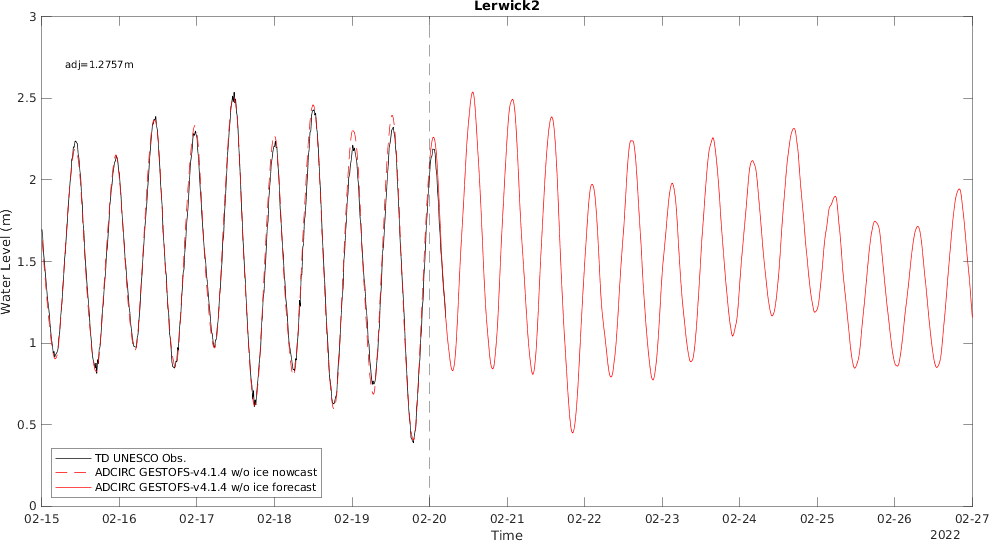 Lerwick2
3
adj=1.2757m
2.5
2
1.5
1
0.5
0
Water Level (m)
TD UNESCO Obs.
ADCIRC GESTOFS-v4.1.4 w/o ice nowcast
ADCIRC GESTOFS-v4.1.4 w/o ice forecast
02-15 02-16 02-17 02-18 02-19 02-20 02-21 02-22 02-23 02-24 02-25 02-26 02-27
Time
2022